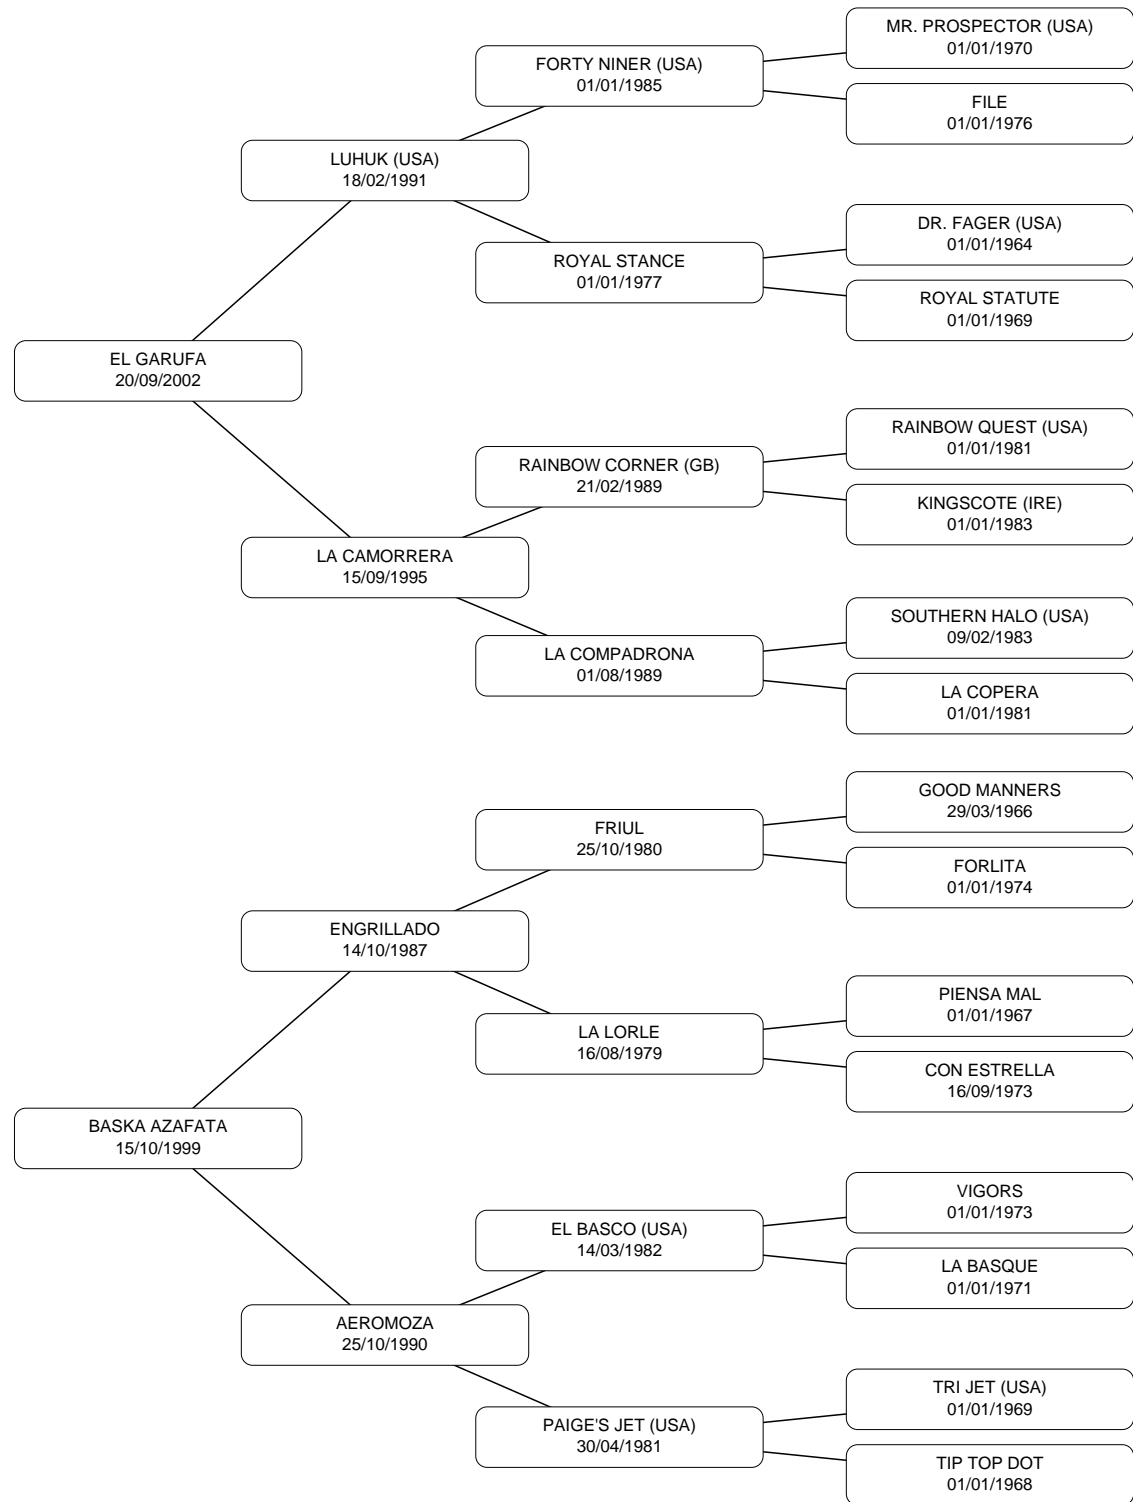 MR. PROSPECTOR (USA)
01/01/1970
FORTY NINER (USA)
01/01/1985
FILE
01/01/1976
LUHUK (USA)
18/02/1991
DR. FAGER (USA)
01/01/1964
ROYAL STANCE
01/01/1977
ROYAL STATUTE
01/01/1969
EL GARUFA
20/09/2002
RAINBOW QUEST (USA)
01/01/1981
RAINBOW CORNER (GB)
21/02/1989
KINGSCOTE (IRE)
01/01/1983
LA CAMORRERA
15/09/1995
SOUTHERN HALO (USA)
09/02/1983
LA COMPADRONA
01/08/1989
LA COPERA
01/01/1981
GOOD MANNERS
29/03/1966
FRIUL
25/10/1980
FORLITA
01/01/1974
ENGRILLADO
14/10/1987
PIENSA MAL
01/01/1967
LA LORLE
16/08/1979
CON ESTRELLA
16/09/1973
BASKA AZAFATA
15/10/1999
VIGORS
01/01/1973
EL BASCO (USA)
14/03/1982
LA BASQUE
01/01/1971
AEROMOZA
25/10/1990
TRI JET (USA)
01/01/1969
PAIGE'S JET (USA)
30/04/1981
TIP TOP DOT
01/01/1968